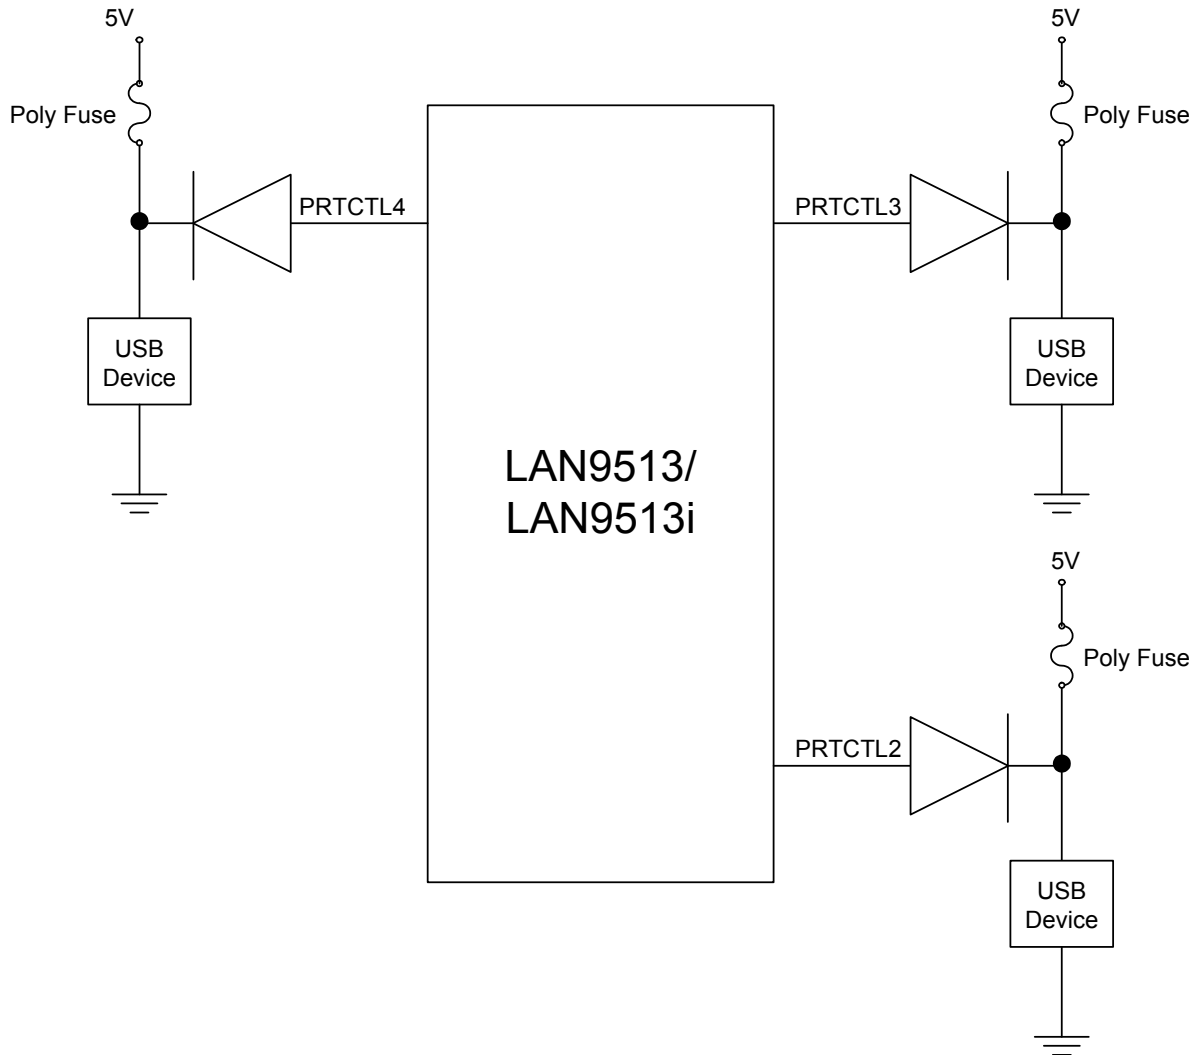 5V
Poly Fuse
PRTCTL4
USB
Device
LAN9513/
LAN9513i
5V
Poly Fuse
PRTCTL3
USB
Device
5V
Poly Fuse
PRTCTL2
USB
Device